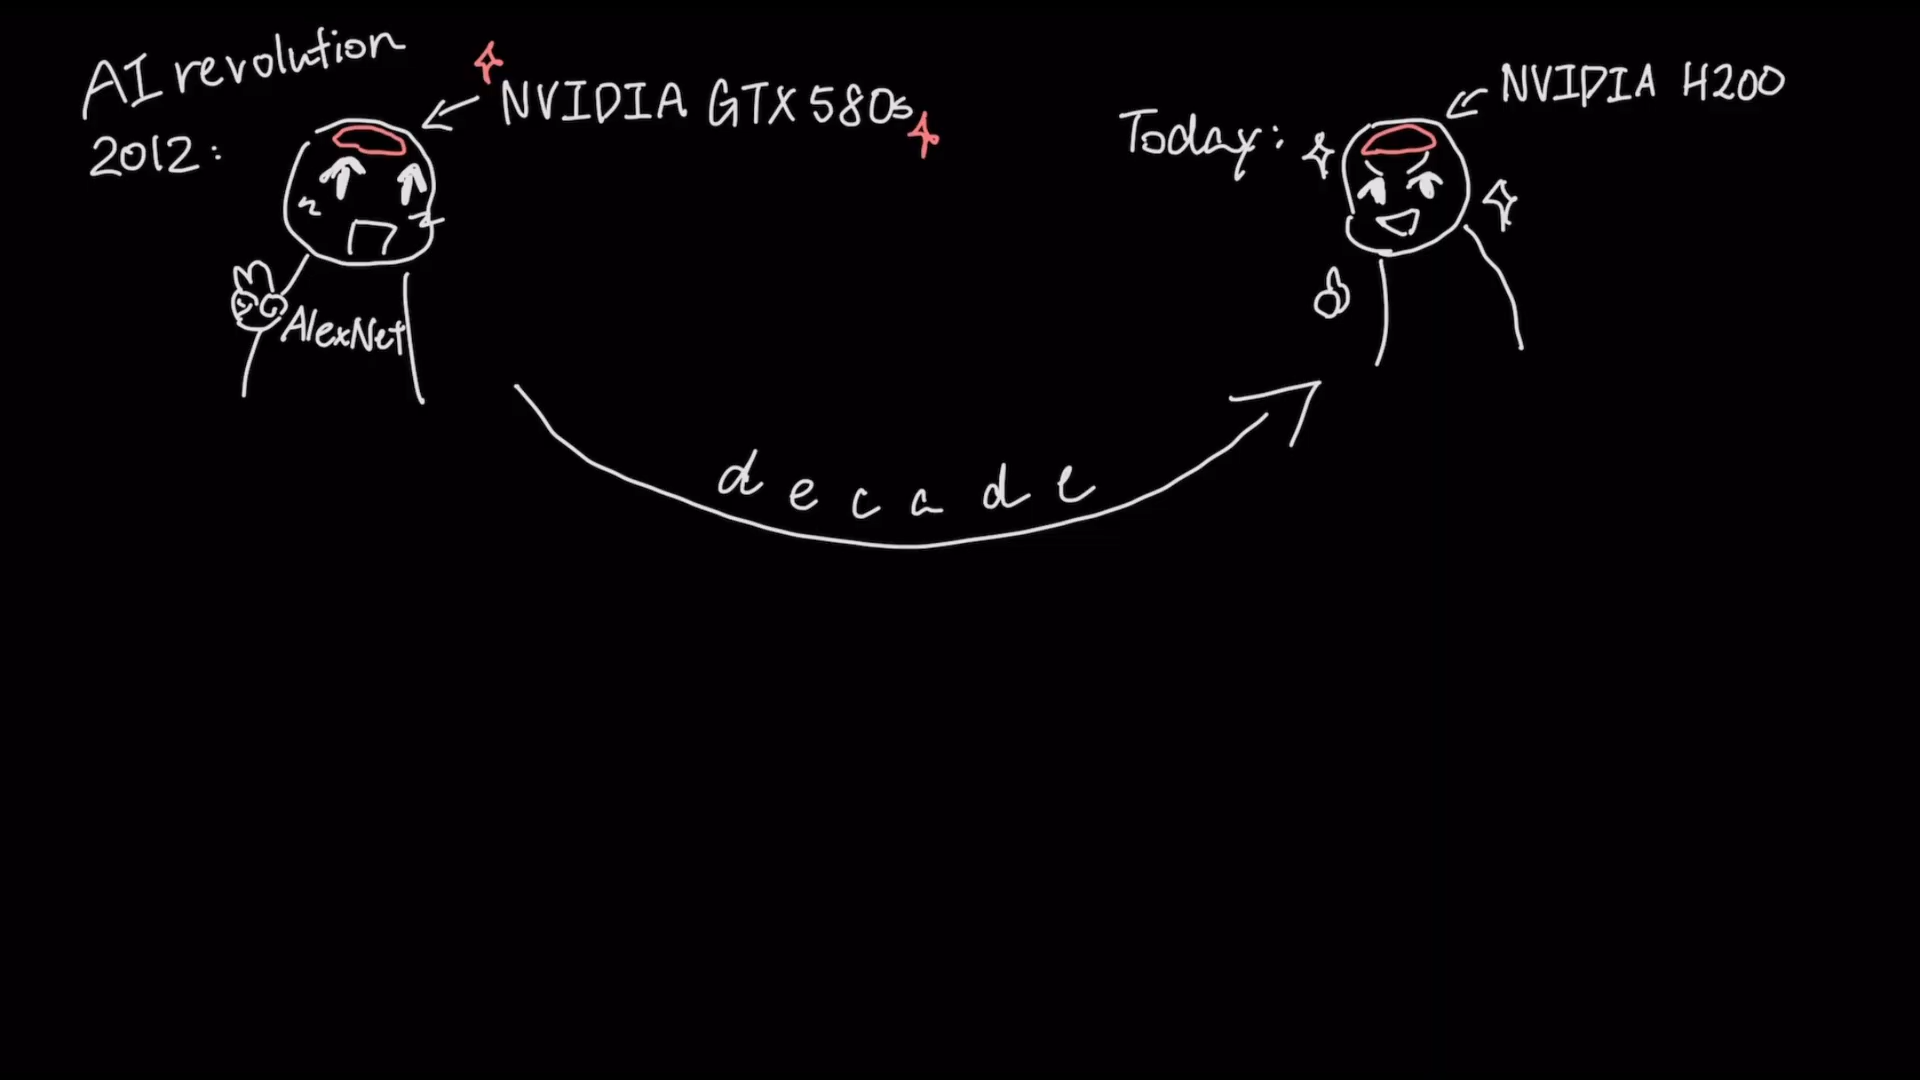 AI revolution
2012:
NVIDIA GTX 580s
AlexNet
Today:
NVIDIA H200
decade